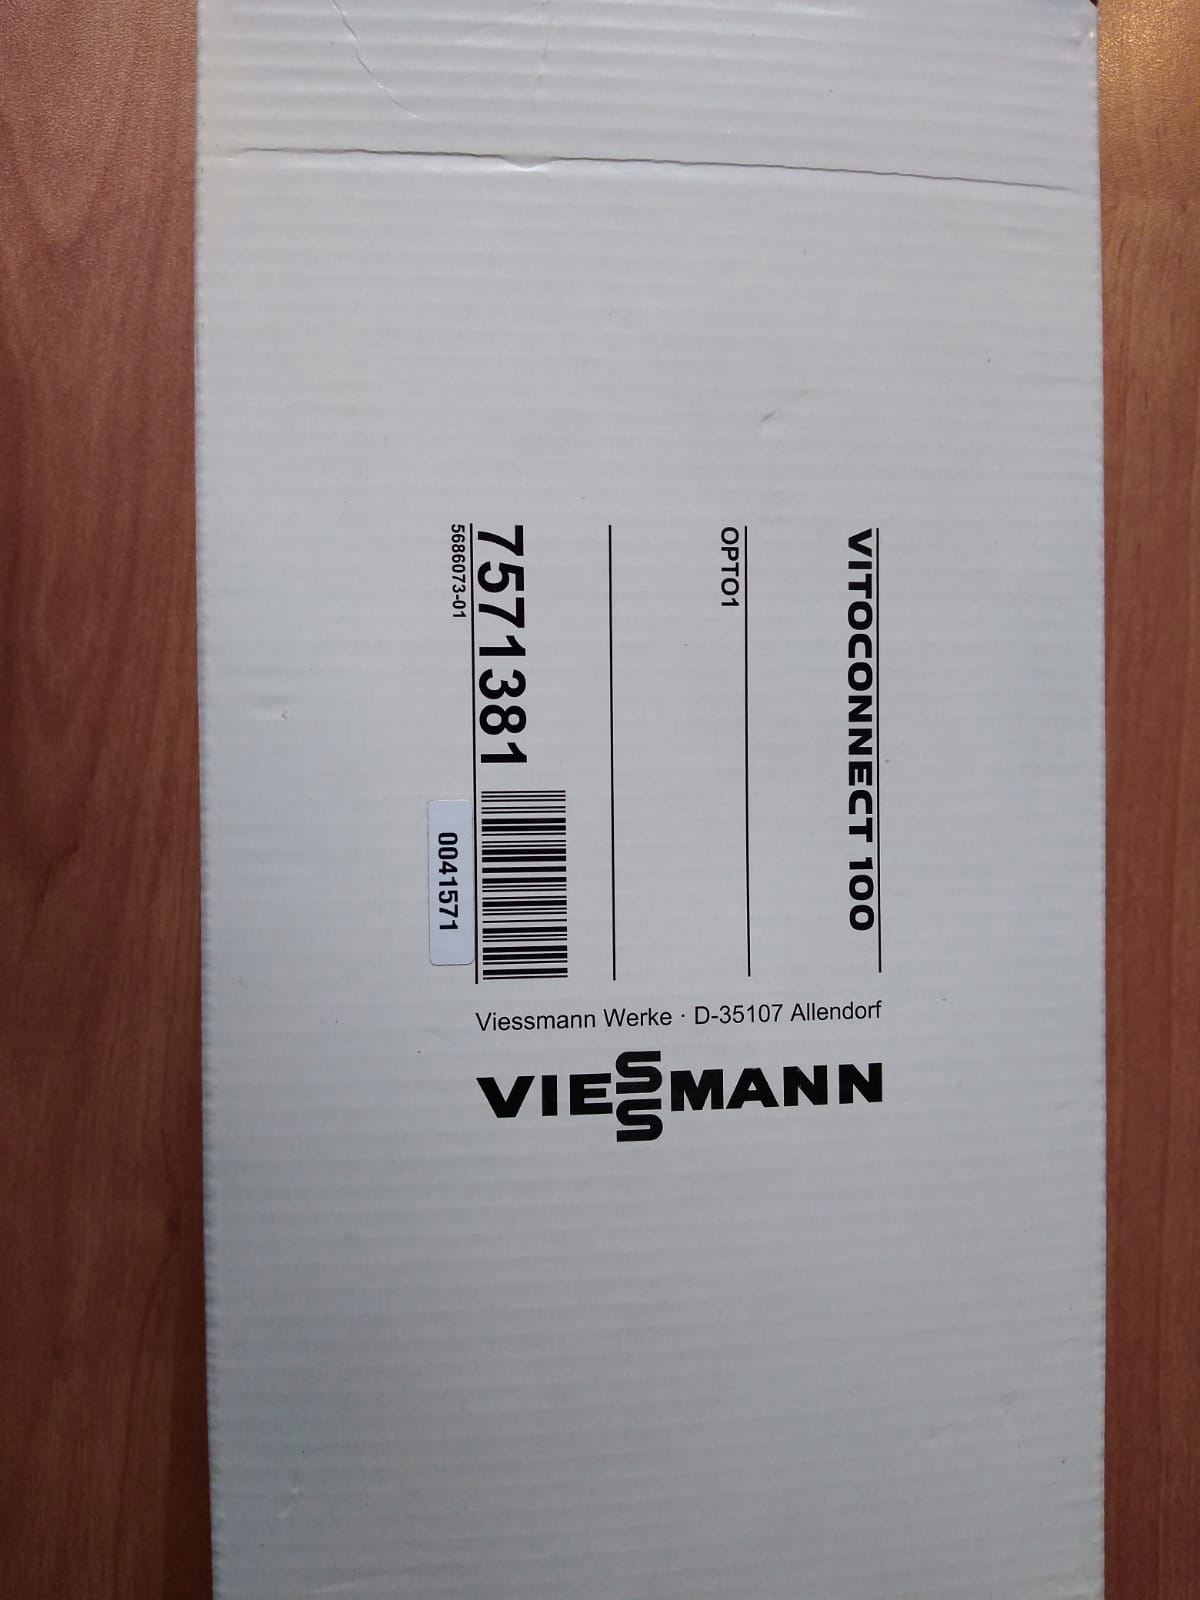 VITOCONNECT 100
OPTO1
7571381
5686073-01
0041571
Viessmann Werke · D-35107 Allendorf
VIESSMANN